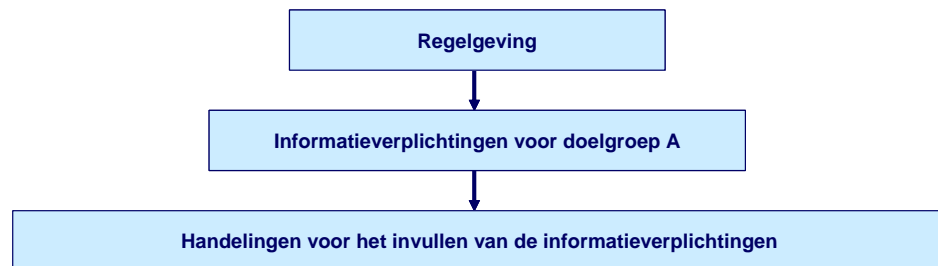 Regelgeving
Informatieverplichtingen voor doelgroep A
Handelingen voor het invullen van de informatieverplichtingen